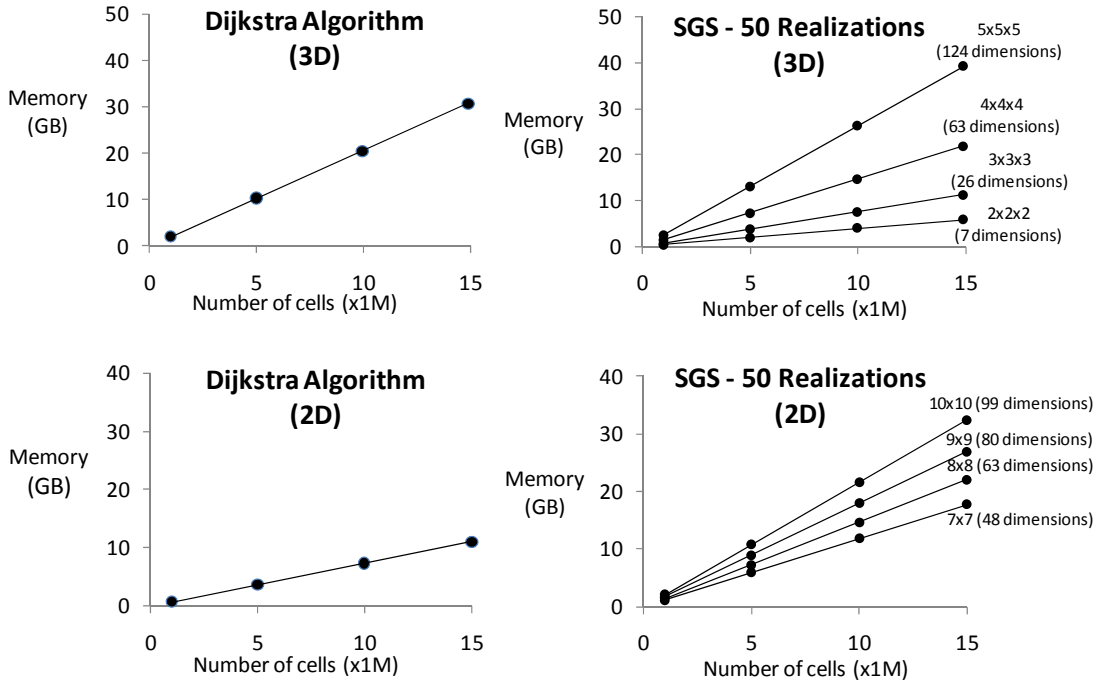 Dijkstra Algorithm
(3D)
Memory
(GB)
50
40
30
20
10
0
0 5 10 15
Number of cells (x1M)
SGS - 50 Realizations
(3D)
Memory
(GB)
50
40
30
20
10
0
5x5x5
(124 dimensions)
4x4x4
(63 dimensions)
3x3x3
(26 dimensions)
2x2x2
(7 dimensions)
0 5 10 15
Number of cells (x1M)
Dijkstra Algorithm
(2D)
Memory
(GB)
40
30
20
10
0
0 5 10 15
Number of cells (x1M)
SGS - 50 Realizations
(2D)
Memory
(GB)
40
30
20
10
0
10x10 (99 dimensions)
9x9 (80 dimensions)
8x8 (63 dimensions)
7x7 (48 dimensions)
0 5 10 15
Number of cells (x1M)